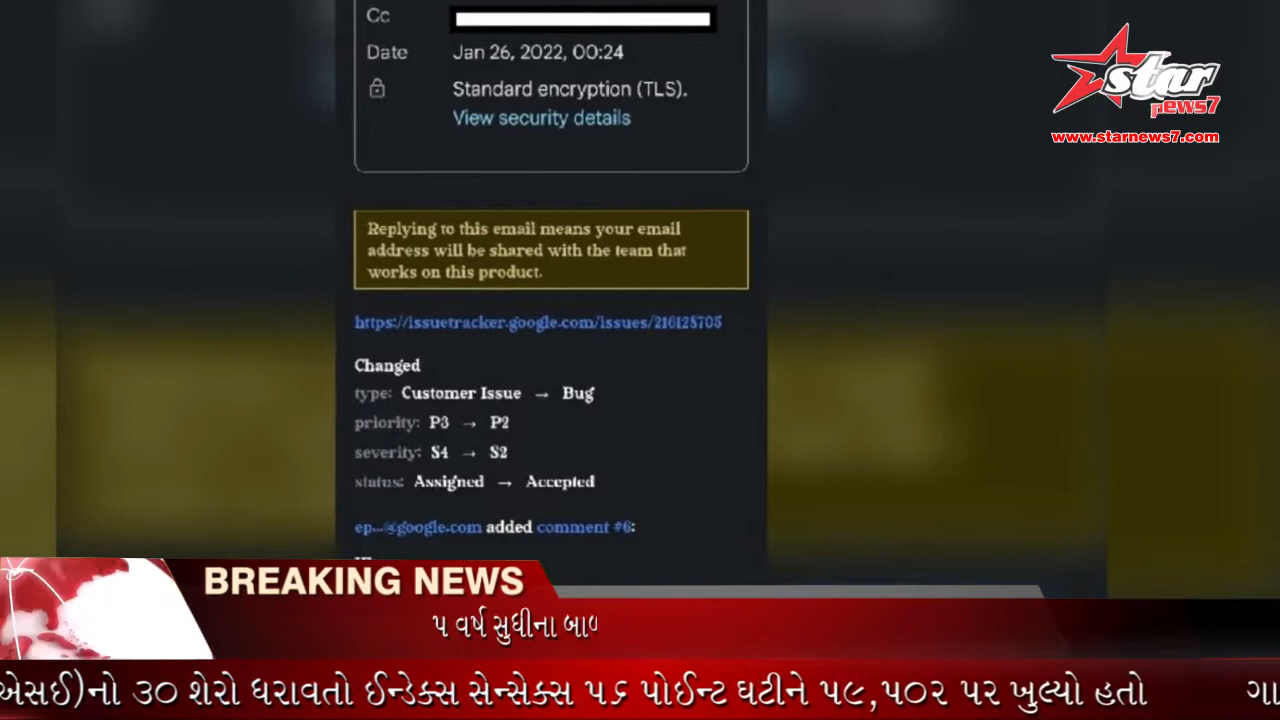 Cc
Date Jan 26, 2022, 00:24
Standard encryption (TLS).
View security details
star
news7
www.starnews7.com
Replying to this email means your email
address will be shared with the team that
works on this product.
https://issuetracker.google.com/issues/216128705
Changed
type: Customer Issue → Bug
priority: P3 → P2
severity: S4 → S2
status: Assigned → Accepted
ep...@google.com added comment #6:
BREAKING NEWS
૫ વર્ષ સુધીના
એસઈ)નો ૩૦ શેરો ધરાવતો ઈન્ડેક્સ સેન્સેક્સ ૫૬ પોઈન્ટ ઘટીને ૫૯,૫૦૨ પર ખુલ્યો હતો